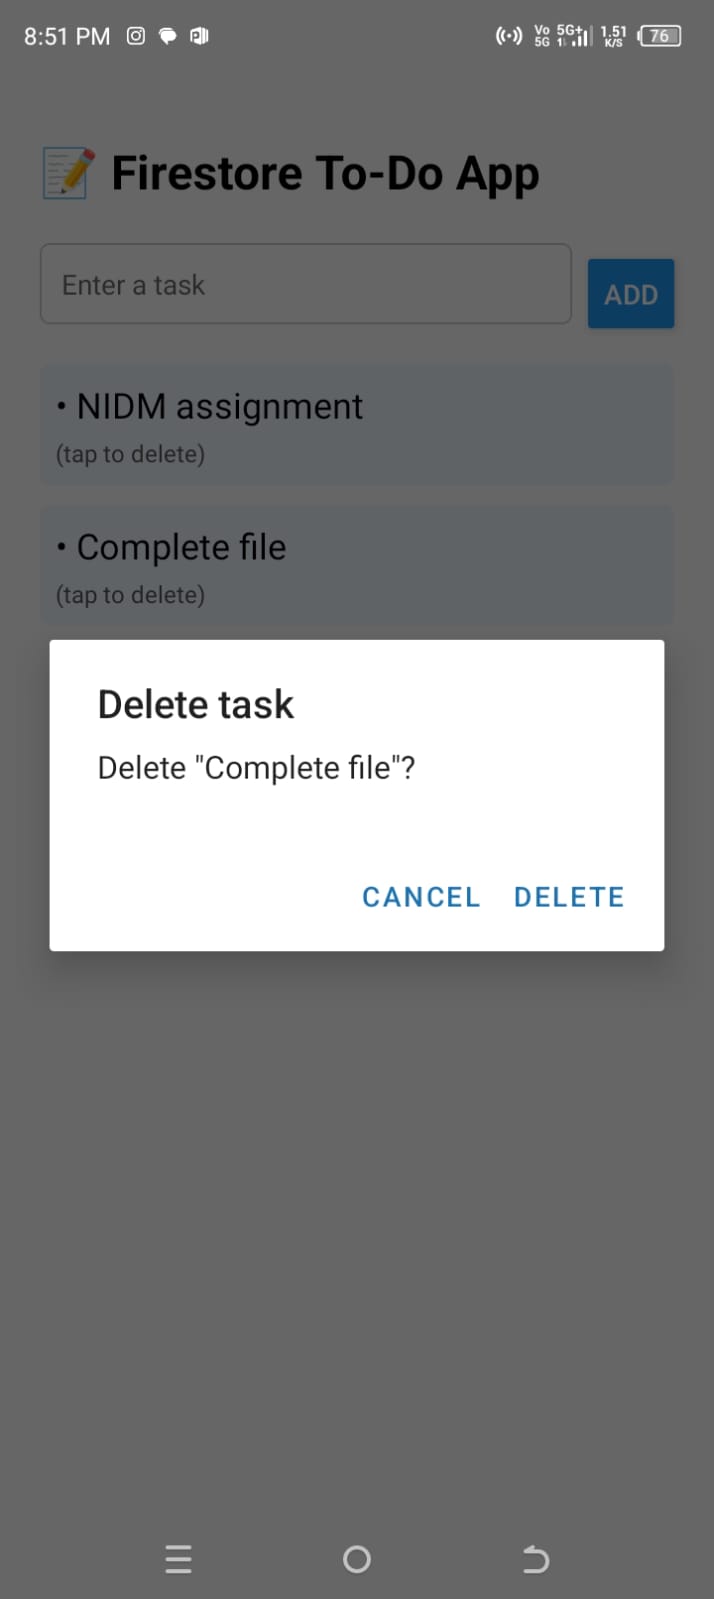 8:51 PM Vo 5G 5G+ 1.51 K/S 76
Firestore To-Do App
Enter a task
ADD
• NIDM assignment
(tap to delete)
• Complete file
(tap to delete)
Delete task
Delete "Complete file"?
CANCEL DELETE